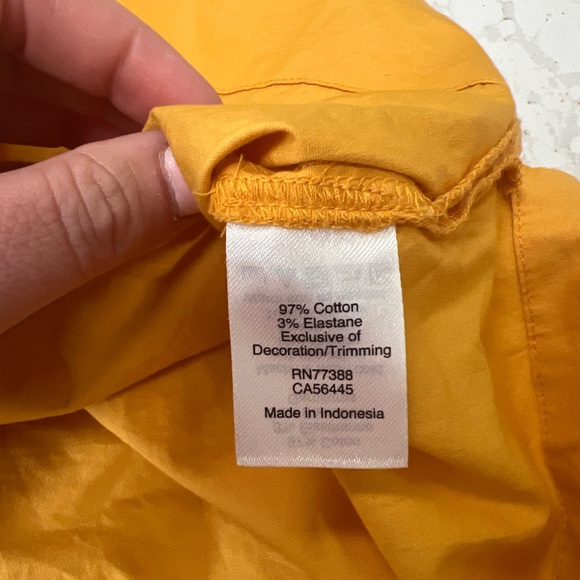 97% Cotton
3% Elastane
Exclusive of
Decoration/Trimming
RN77388
CA56445
Made in Indonesia